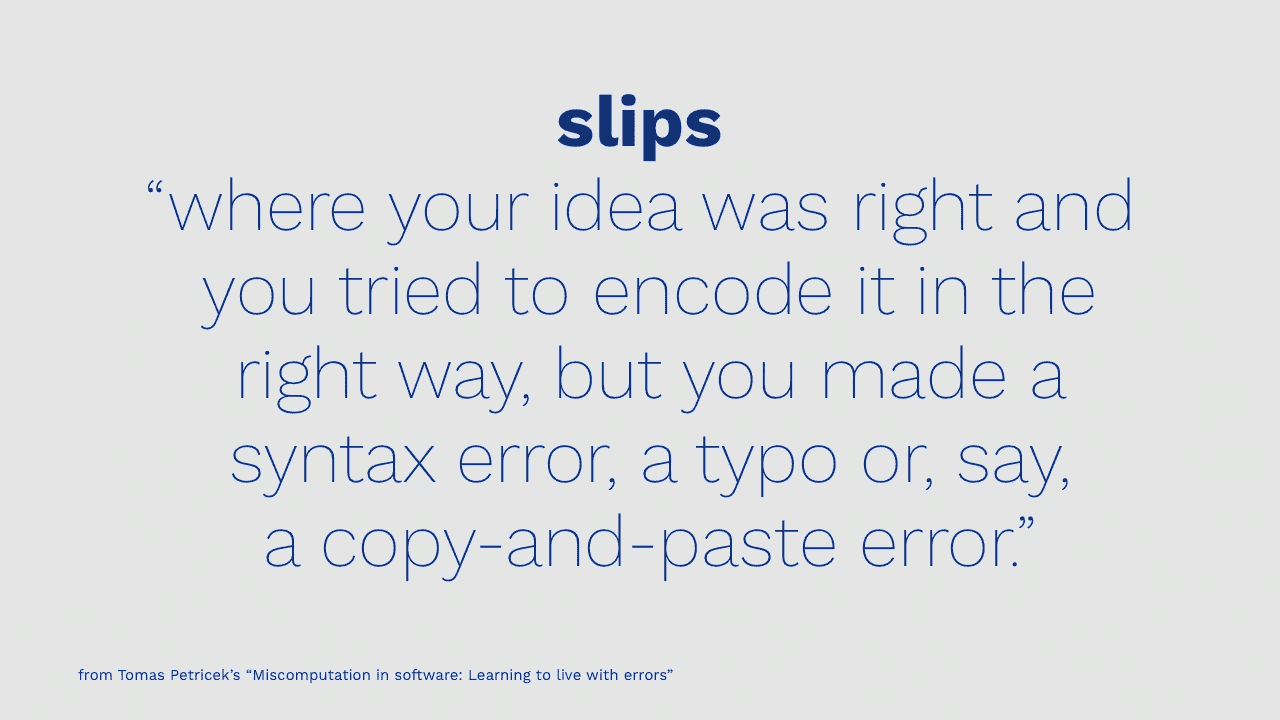 slips
“where your idea was right and
you tried to encode it in the
right way, but you made a
syntax error, a typo or, say,
a copy-and-paste error.”
from Tomas Petricek’s “Miscomputation in software: Learning to live with errors”